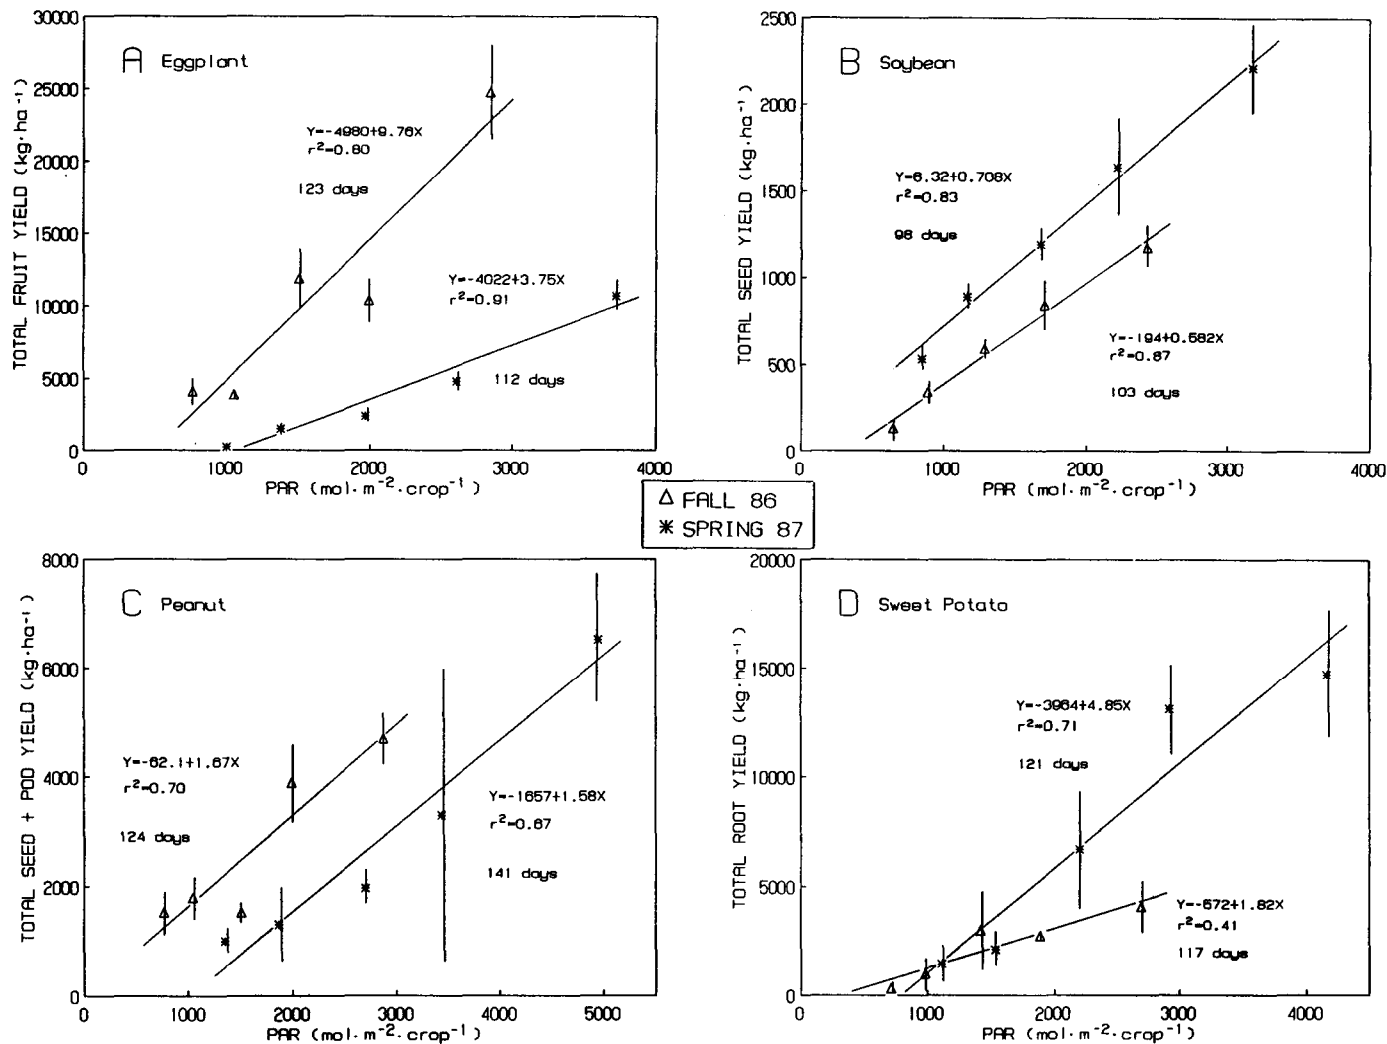 A Eggplant
TOTAL FRUIT YIELD (kg·ha⁻¹)
30000
25000
20000
15000
10000
5000
0
Y=-4980+9.76X
r²=0.80
123 days
Y=-4022+3.75X
r²=0.91
112 days
0 1000 2000 3000 4000
PAR (mol·m⁻²·crop⁻¹)
B Soybean
TOTAL SEED YIELD (kg·ha⁻¹)
2500
2000
1500
1000
500
0
Y=6.32+0.708X
r²=0.83
98 days
Y=-194+0.582X
r²=0.87
103 days
0 1000 2000 3000 4000
PAR (mol·m⁻²·crop⁻¹)
△ FALL 86
* SPRING 87
C Peanut
TOTAL SEED + POD YIELD (kg·ha⁻¹)
8000
6000
4000
2000
0
Y=-62.1+1.67X
r²=0.70
124 days
Y=-1657+1.58X
r²=0.67
141 days
0 1000 2000 3000 4000 5000
PAR (mol·m⁻²·crop⁻¹)
D Sweet Potato
TOTAL ROOT YIELD (kg·ha⁻¹)
20000
15000
10000
5000
0
Y=-3964+4.85X
r²=0.71
121 days
Y=-672+1.82X
r²=0.41
117 days
0 1000 2000 3000 4000
PAR (mol·m⁻²·crop⁻¹)